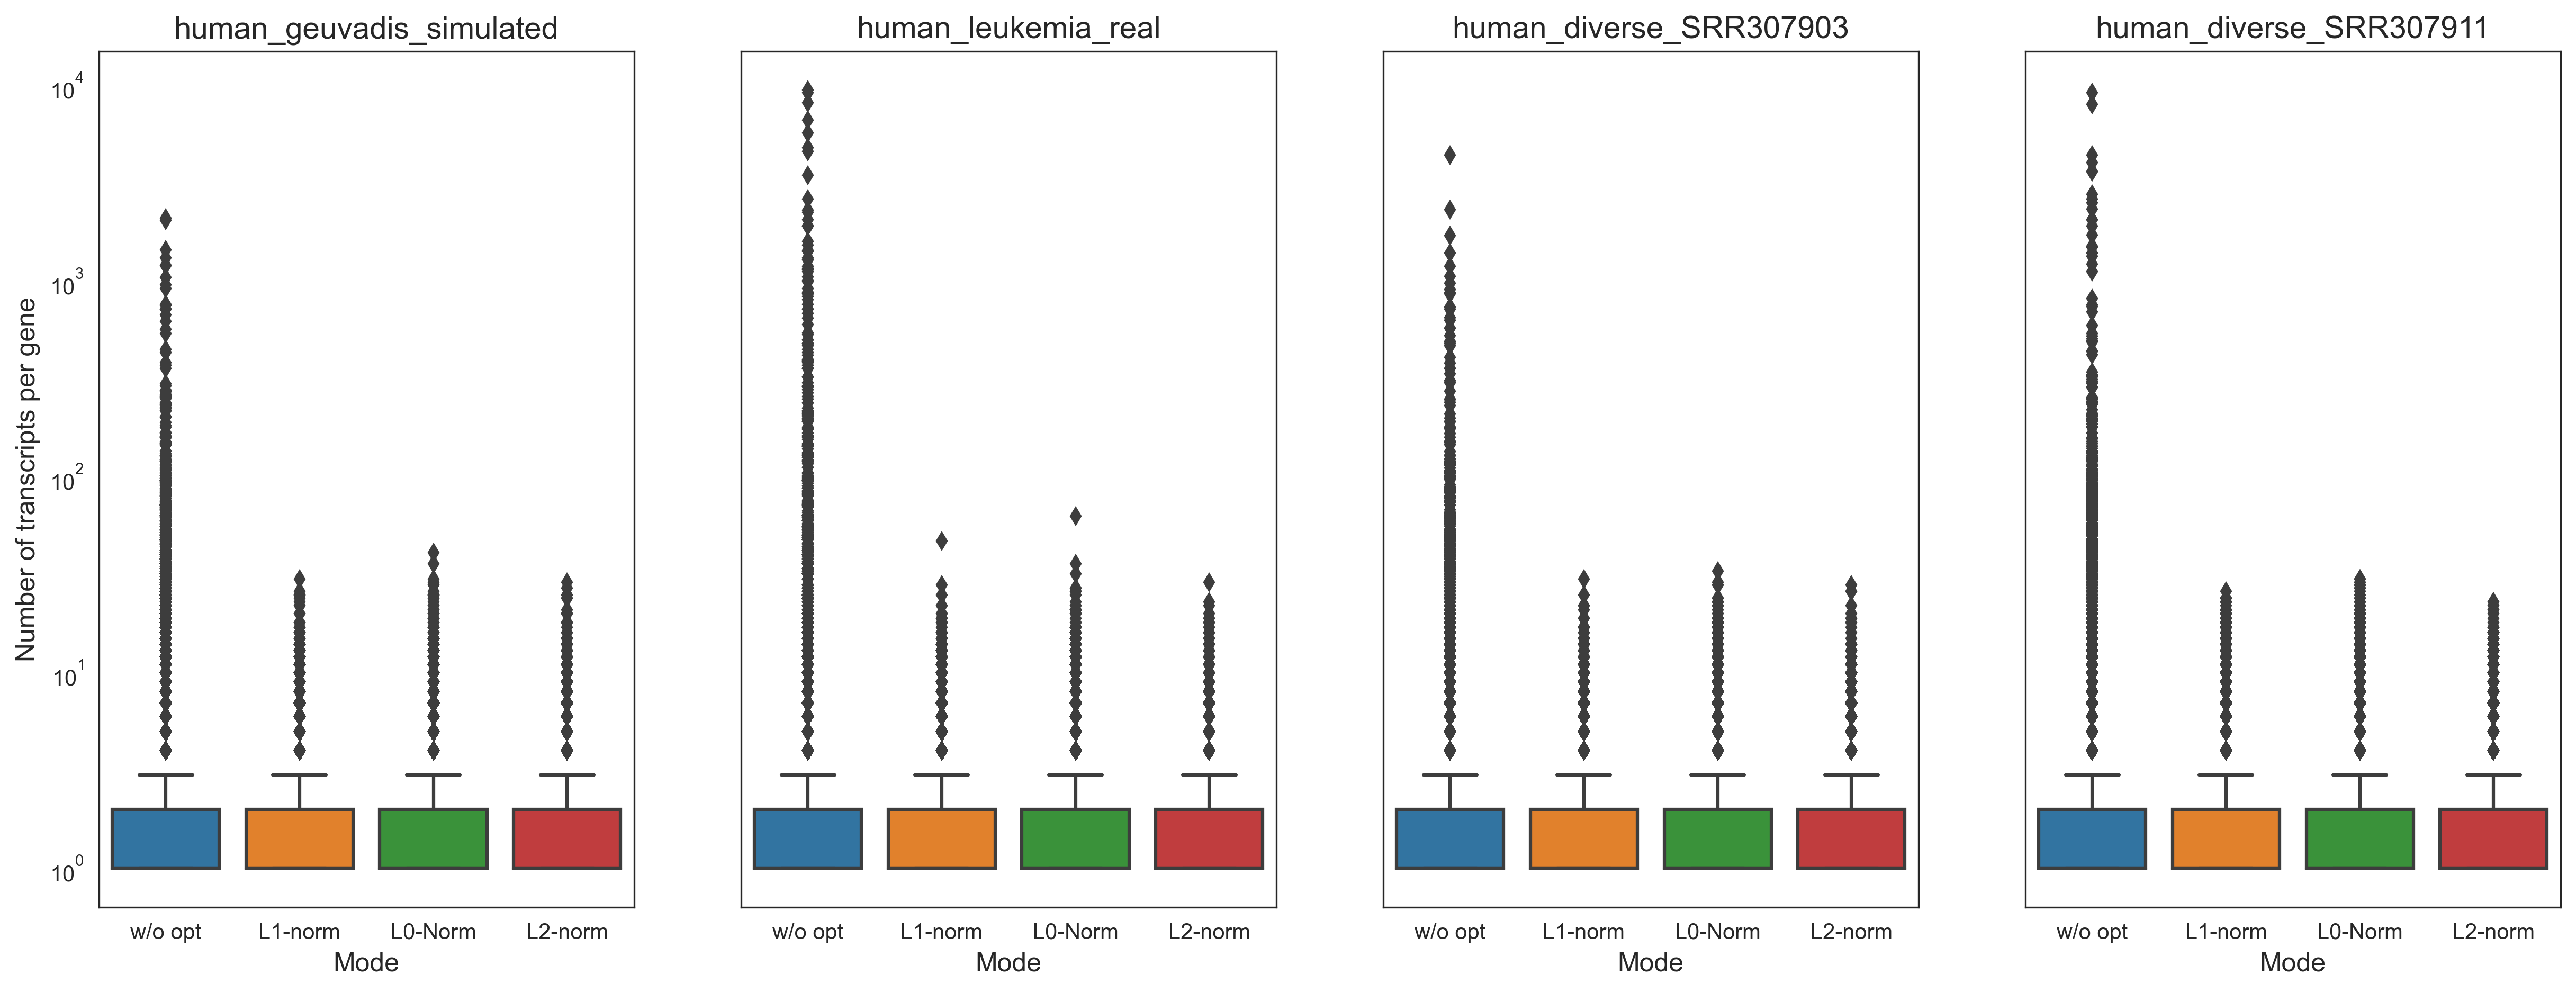 human_geuvadis_simulated
human_leukemia_real
human_diverse_SRR307903
human_diverse_SRR307911
Number of transcripts per gene
10^4
10^3
10^2
10^1
10^0
w/o opt L1-norm L0-Norm L2-norm
w/o opt L1-norm L0-Norm L2-norm
w/o opt L1-norm L0-Norm L2-norm
w/o opt L1-norm L0-Norm L2-norm
Mode
Mode
Mode
Mode